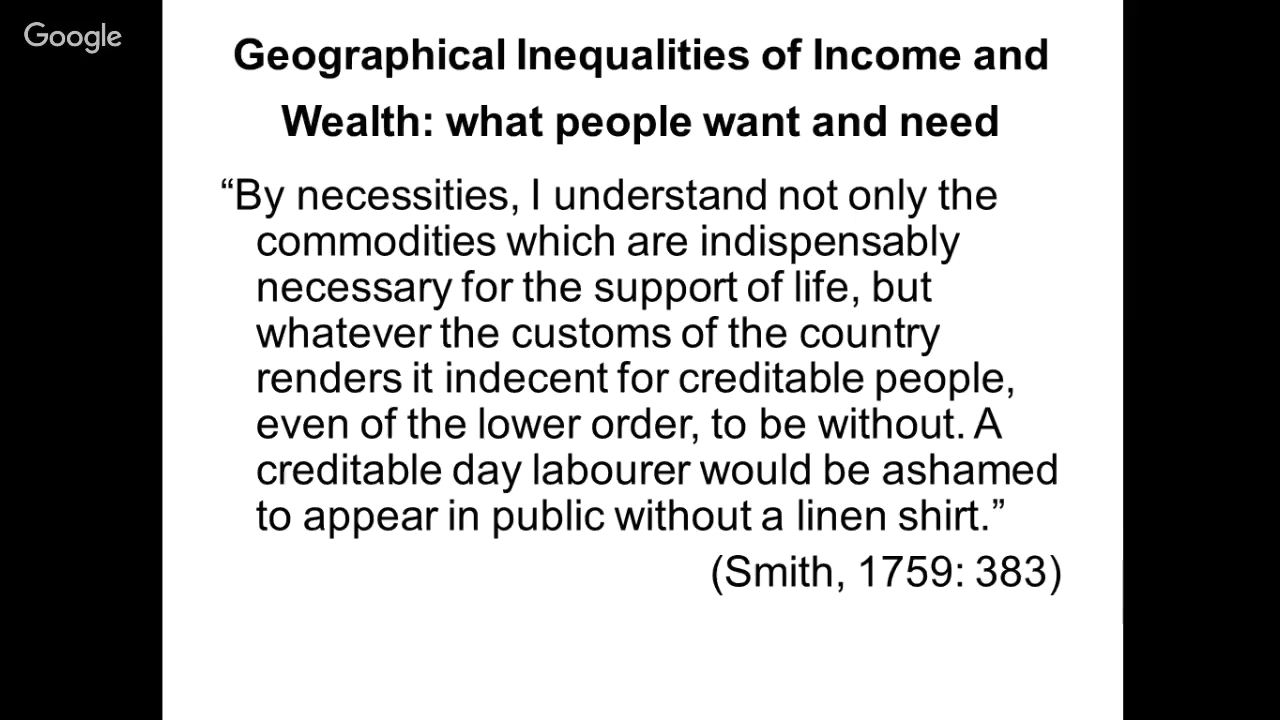 Google
Geographical Inequalities of Income and
Wealth: what people want and need
“By necessities, I understand not only the
commodities which are indispensably
necessary for the support of life, but
whatever the customs of the country
renders it indecent for creditable people,
even of the lower order, to be without. A
creditable day labourer would be ashamed
to appear in public without a linen shirt.”
(Smith, 1759: 383)